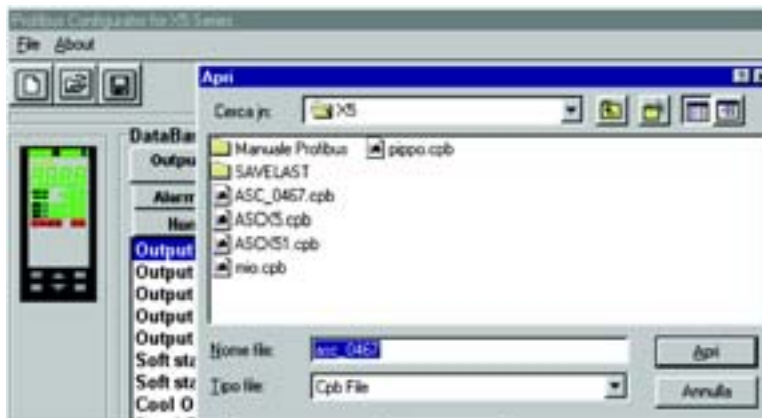 Profibus Configurator for X5 Series
File About
Apri
Cerca in: X5
DataBa
Outpu
Alarm
Manuale Profibus pippo.cpb
SAVELAST
ASC_0467.cpb
ASCX5.cpb
ASCX51.cpb
mio.cpb
Output
Output
Output
Output
Output
Soft sta
Soft sta
Cool O
Nome file: asc_0467 Apri
Tipo file: Cpb File Annulla